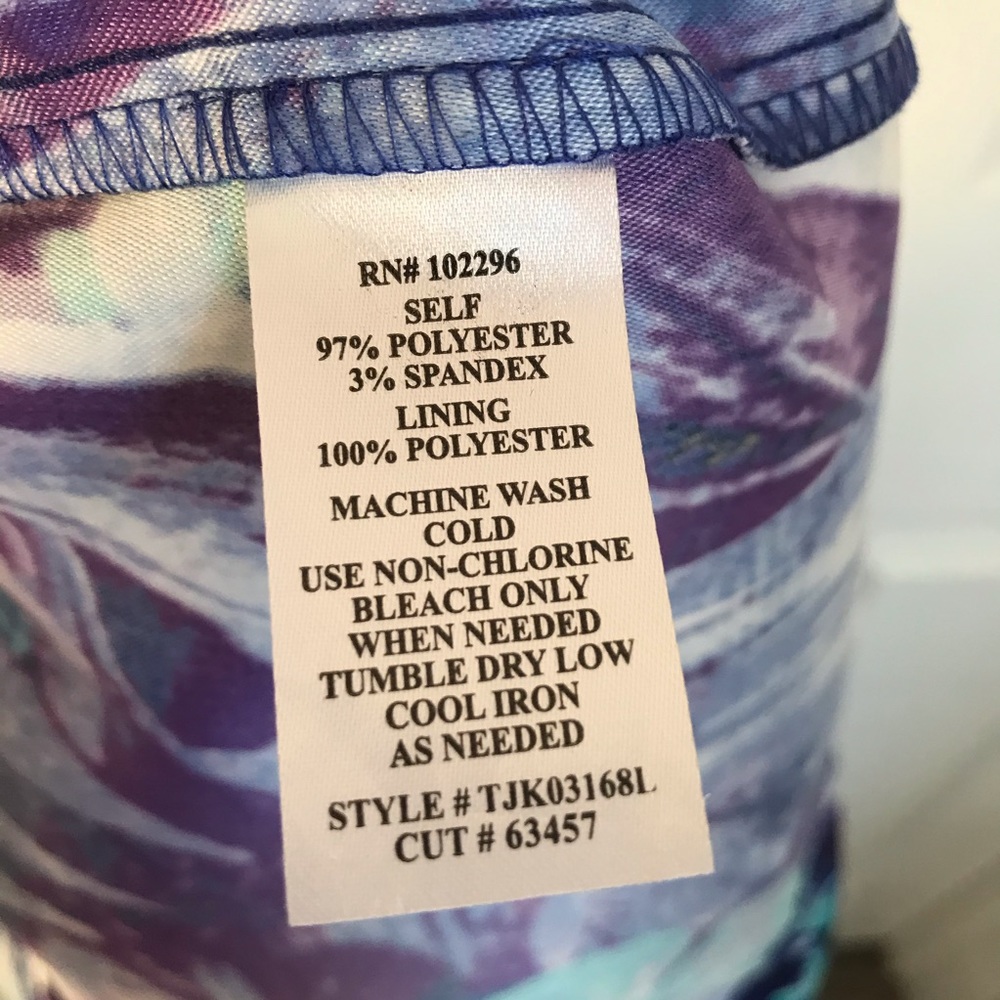 RN# 102296
SELF
97% POLYESTER
3% SPANDEX
LINING
100% POLYESTER
MACHINE WASH
COLD
USE NON-CHLORINE
BLEACH ONLY
WHEN NEEDED
TUMBLE DRY LOW
COOL IRON
AS NEEDED
STYLE # TJK03168L
CUT # 63457